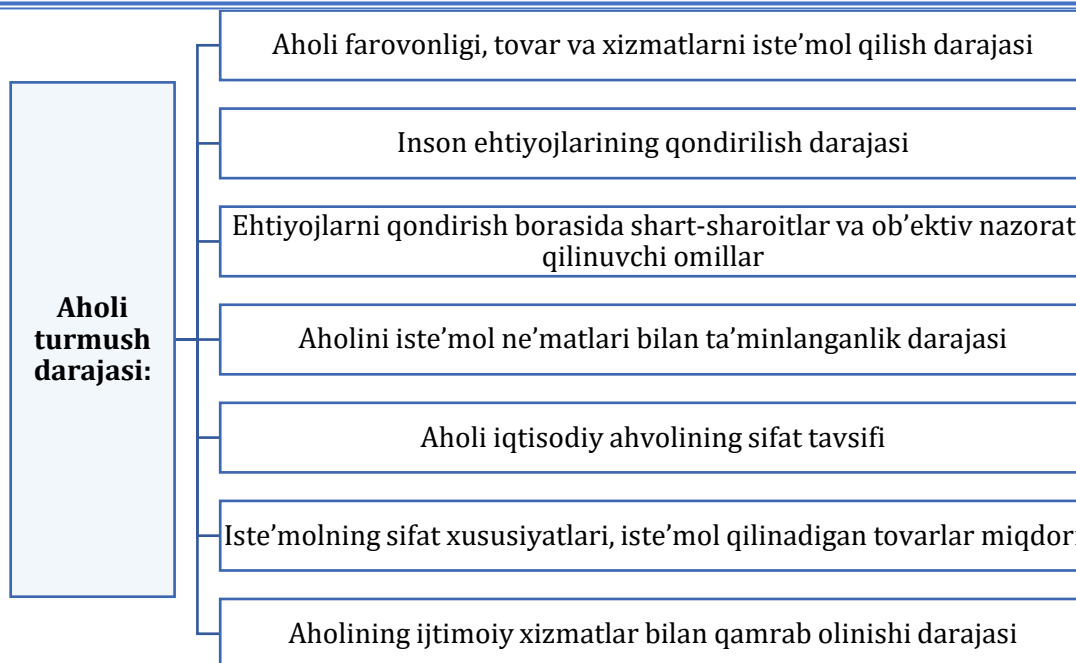 Aholi farovonligi, tovar va xizmatlarni iste’mol qilish darajasi
Inson ehtiyojlarining qondirilish darajasi
Ehtiyojlarni qondirish borasida shart-sharoitlar va ob’ektiv nazorat
qilinuvchi omillar
Aholi
turmush
darajasi:
Aholini iste’mol ne’matlari bilan ta’minlanganlik darajasi
Aholi iqtisodiy ahvolining sifat tavsifi
Iste’molning sifat xususiyatlari, iste’mol qilinadigan tovarlar miqdori
Aholining ijtimoiy xizmatlar bilan qamrab olinishi darajasi